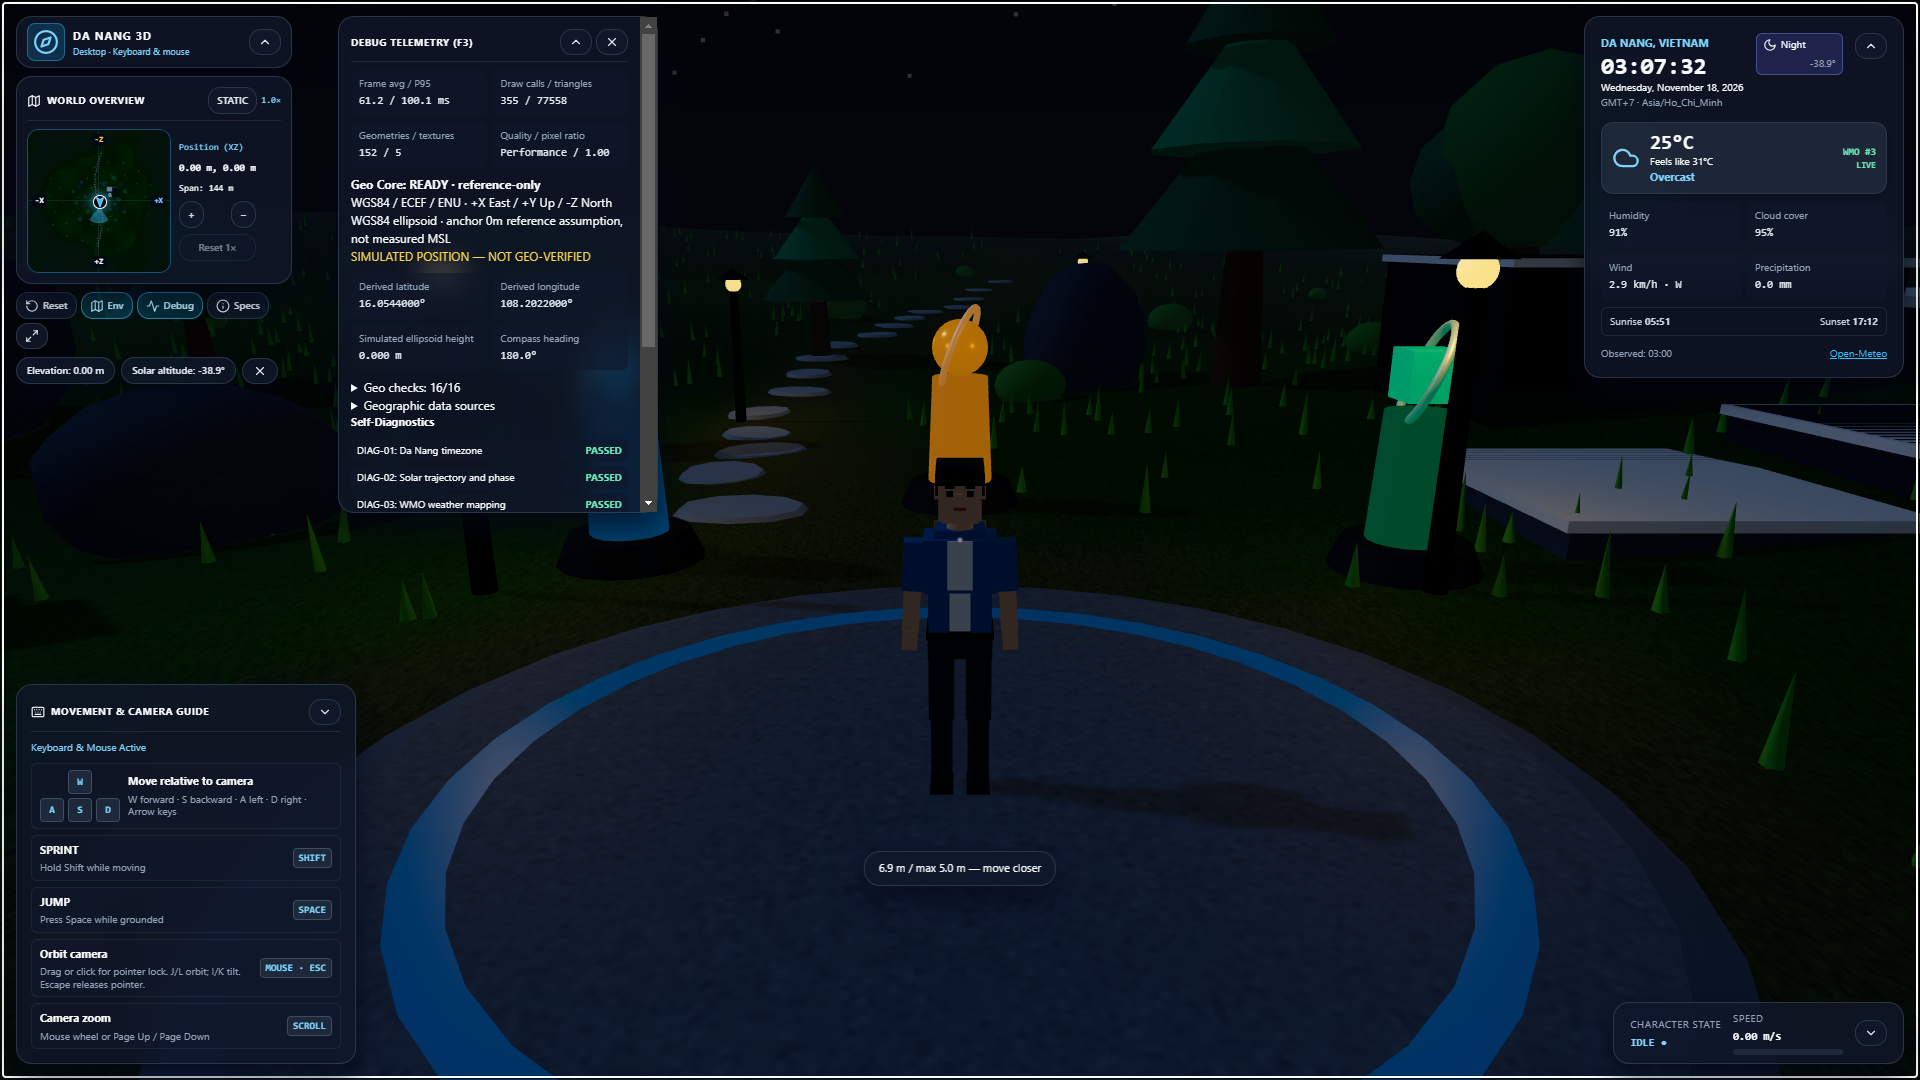 DA NANG 3D
Desktop · Keyboard & mouse
WORLD OVERVIEW
STATIC
1.0×
-Z
-X
+X
+Z
Position (XZ)
0.00 m, 0.00 m
Span: 144 m
+
−
Reset 1×
Reset
Env
Debug
Specs
Elevation: 0.00 m
Solar altitude: -38.9°
DEBUG TELEMETRY (F3)
Frame avg / P95
61.2 / 100.1 ms
Draw calls / triangles
355 / 77558
Geometries / textures
152 / 5
Quality / pixel ratio
Performance / 1.00
Geo Core: READY · reference-only
WGS84 / ECEF / ENU · +X East / +Y Up / -Z North
WGS84 ellipsoid · anchor 0m reference assumption,
not measured MSL
SIMULATED POSITION — NOT GEO-VERIFIED
Derived latitude
16.0544000°
Derived longitude
108.2022000°
Simulated ellipsoid height
0.000 m
Compass heading
180.0°
Geo checks: 16/16
Geographic data sources
Self-Diagnostics
DIAG-01: Da Nang timezone
PASSED
DIAG-02: Solar trajectory and phase
PASSED
DIAG-03: WMO weather mapping
PASSED
DA NANG, VIETNAM
03:07:32
Wednesday, November 18, 2026
GMT+7 · Asia/Ho_Chi_Minh
Night
-38.9°
25°C
Feels like 31°C
Overcast
WMO #3
LIVE
Humidity
91%
Cloud cover
95%
Wind
2.9 km/h · W
Precipitation
0.0 mm
Sunrise 05:51
Sunset 17:12
Observed: 03:00
Open-Meteo
MOVEMENT & CAMERA GUIDE
Keyboard & Mouse Active
W
A
S
D
Move relative to camera
W forward · S backward · A left · D right ·
Arrow keys
SPRINT
Hold Shift while moving
SHIFT
JUMP
Press Space while grounded
SPACE
Orbit camera
Drag or click for pointer lock. J/L orbit; I/K tilt.
Escape releases pointer.
MOUSE · ESC
Camera zoom
Mouse wheel or Page Up / Page Down
SCROLL
6.9 m / max 5.0 m — move closer
CHARACTER STATE
IDLE
SPEED
0.00 m/s